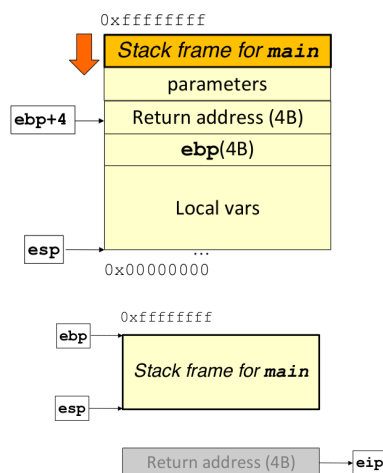 0xffffffff
Stack frame for main
parameters
ebp+4
Return address (4B)
ebp(4B)
Local vars
esp
...
0x00000000
0xffffffff
ebp
Stack frame for main
esp
Return address (4B)
eip